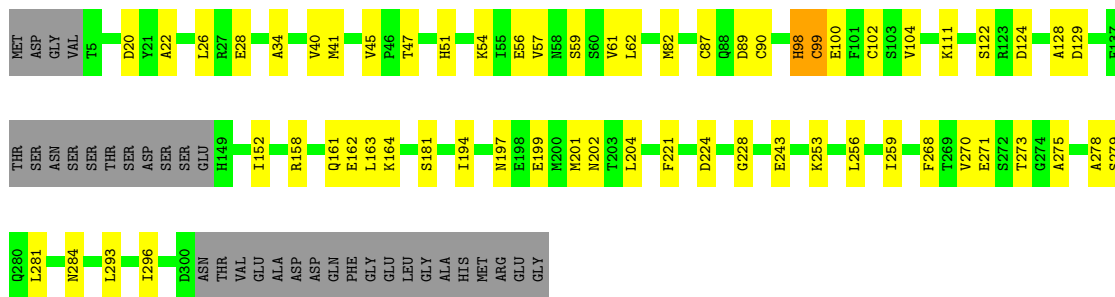 MET ASP GLY VAL T5 D20 Y21 A22 L26 R27 E28 A34 V40 M41 V45 P46 T47 H51 K54 I55 E56 V57 N58 S59 S60 V61 L62 M82 C87 Q88 D89 C90 H98 C99 E100 F101 C102 S103 V104 K111 S122 R123 D124 A128 D129 E137
THR SER ASN SER SER THR SER ASP SER SER GLU H149 I152 R158 Q161 E162 L163 K164 S181 I194 N197 E198 E199 M200 M201 N202 T203 L204 F221 D224 G228 E243 K253 L256 I259 F268 T269 V270 E271 S272 T273 G274 A275 A278 S279
Q280 L281 N284 L293 I296 D300 ASN THR VAL GLU ALA ASP ASP GLN PHE GLY GLU LEU GLY ALA HIS MET ARG GLU GLY